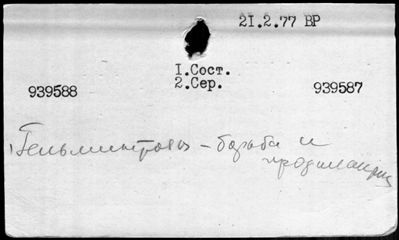 21.2.77 ВР
1.Сост.
2.Сер.
939588
939587
Гельминтозы – борьба и
профилактика